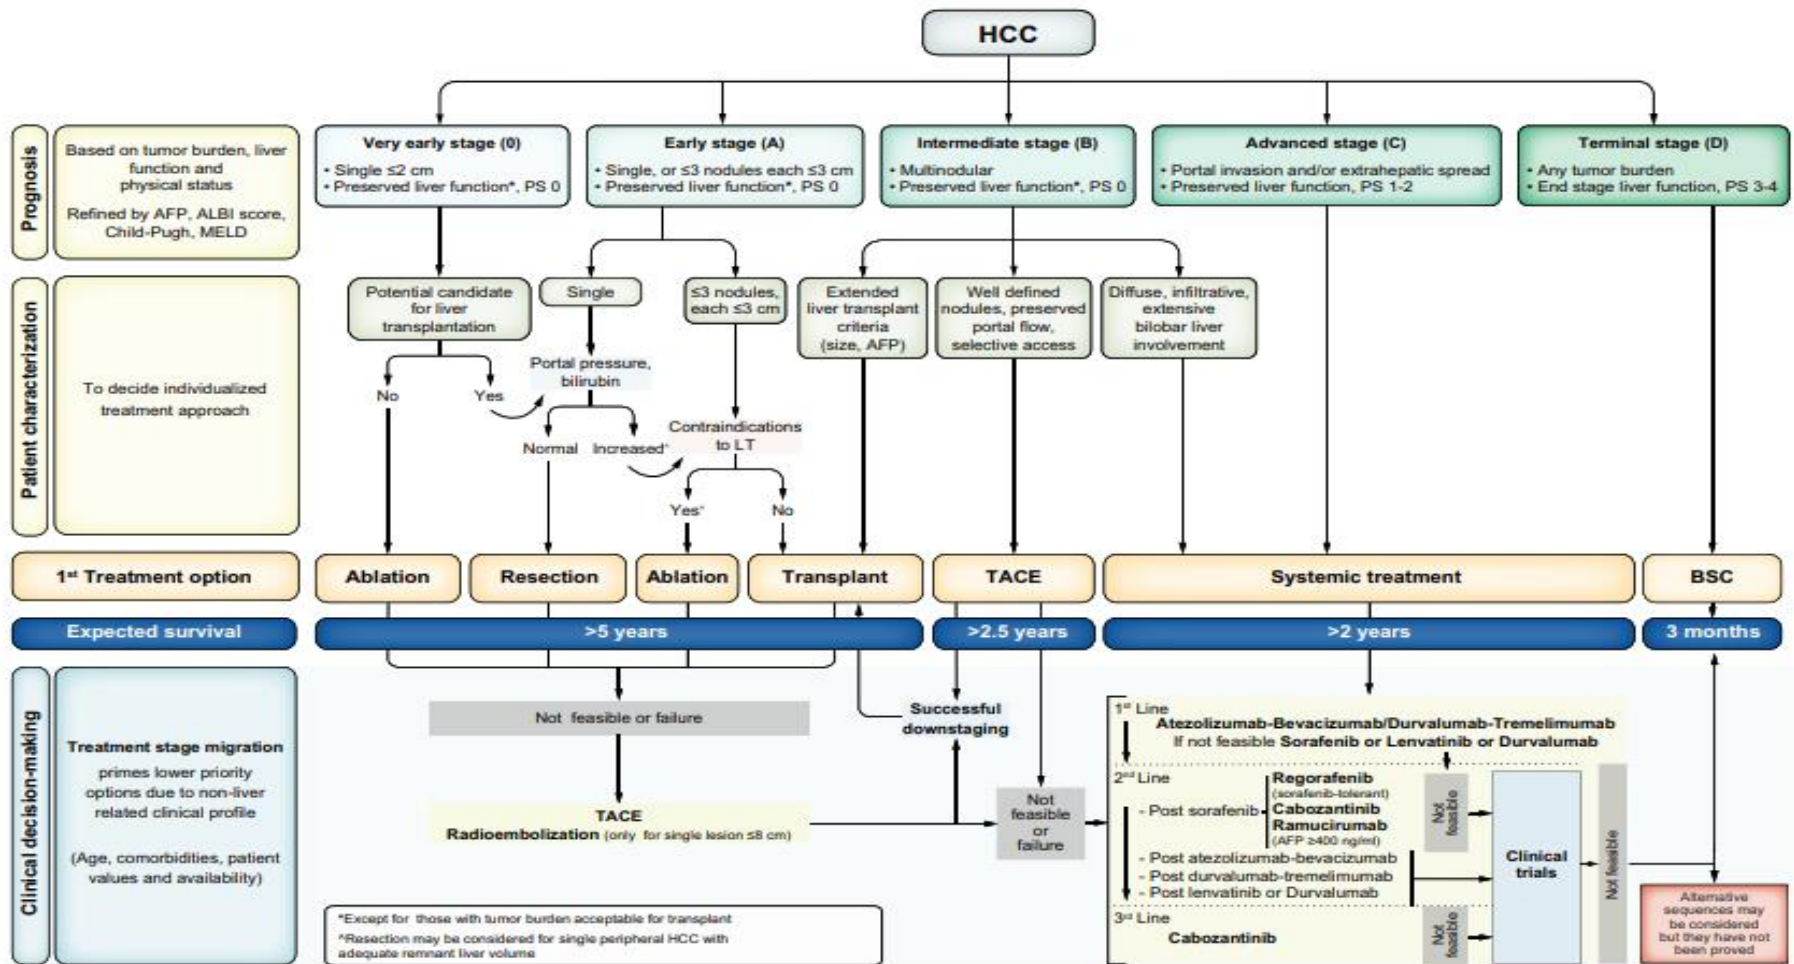 HCC
Prognosis
Based on tumor burden, liver
function and
physical status
Refined by AFP, ALBI score,
Child-Pugh, MELD
Very early stage (0)
• Single ≤2 cm
• Preserved liver function*, PS 0
Early stage (A)
• Single, or ≤3 nodules each ≤3 cm
• Preserved liver function*, PS 0
Intermediate stage (B)
• Multinodular
• Preserved liver function*, PS 0
Advanced stage (C)
• Portal invasion and/or extrahepatic spread
• Preserved liver function, PS 1-2
Terminal stage (D)
• Any tumor burden
• End stage liver function, PS 3-4
Patient characterization
To decide individualized
treatment approach
Potential candidate
for liver
transplantation
No
Yes
Single
Portal pressure,
bilirubin
Normal
Increased^
≤3 nodules,
each ≤3 cm
Contraindications
to LT
Yes^
No
Extended
liver transplant
criteria
(size, AFP)
Well defined
nodules, preserved
portal flow,
selective access
Diffuse, infiltrative,
extensive
bilobar liver
involvement
1st Treatment option
Ablation
Resection
Ablation
Transplant
TACE
Systemic treatment
BSC
Expected survival
>5 years
>2.5 years
>2 years
3 months
Clinical decision-making
Treatment stage migration
primes lower priority
options due to non-liver
related clinical profile
(Age, comorbidities, patient
values and availability)
Not feasible or failure
TACE
Radioembolization (only for single lesion ≤8 cm)
Successful
downstaging
Not
feasible
or
failure
1st Line
Atezolizumab-Bevacizumab/Durvalumab-Tremelimumab
If not feasible Sorafenib or Lenvatinib or Durvalumab
2nd Line
- Post sorafenib
Regorafenib
(sorafenib-tolerant)
Cabozantinib
Ramucirumab
(AFP ≥400 ng/ml)
Not
feasible
- Post atezolizumab-bevacizumab
- Post durvalumab-tremelimumab
- Post lenvatinib or Durvalumab
3rd Line
Cabozantinib
Not
feasible
Clinical
trials
Not feasible
Alternative
sequences may
be considered
but they have not
been proved
*Except for those with tumor burden acceptable for transplant
^Resection may be considered for single peripheral HCC with
adequate remnant liver volume